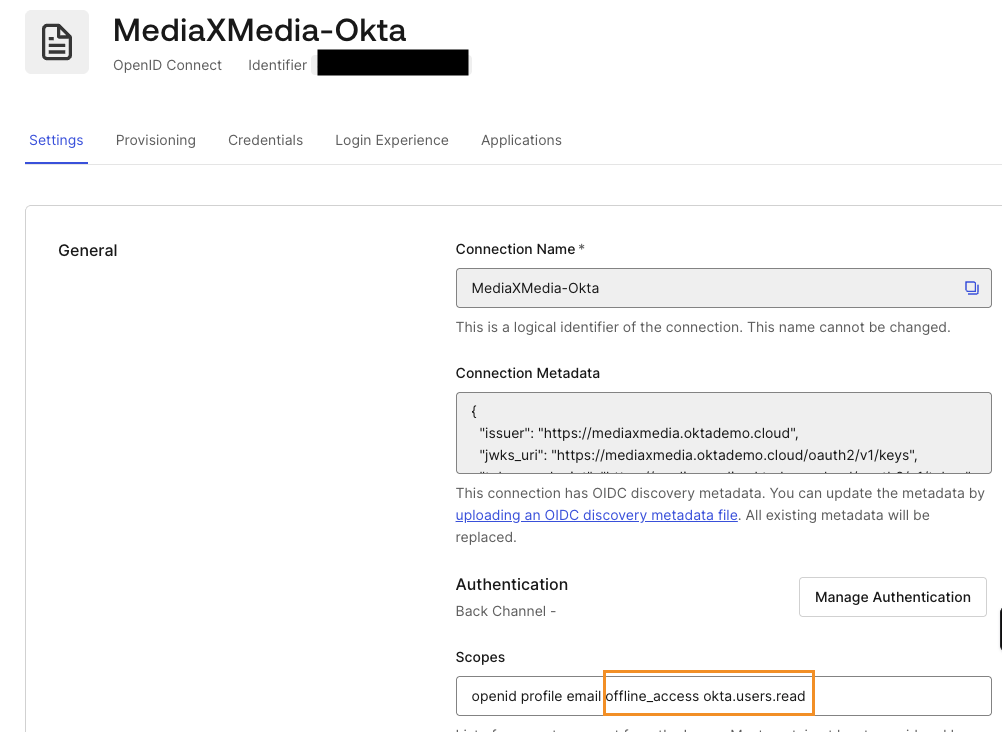 MediaXMedia-Okta
OpenID Connect Identifier
Settings Provisioning Credentials Login Experience Applications
General
Connection Name *
MediaXMedia-Okta
This is a logical identifier of the connection. This name cannot be changed.
Connection Metadata
{
"issuer": "https://mediaxmedia.oktademo.cloud",
"jwks_uri": "https://mediaxmedia.oktademo.cloud/oauth2/v1/keys",
This connection has OIDC discovery metadata. You can update the metadata by
uploading an OIDC discovery metadata file. All existing metadata will be
replaced.
Authentication
Back Channel -
Manage Authentication
Scopes
openid profile email offline_access okta.users.read